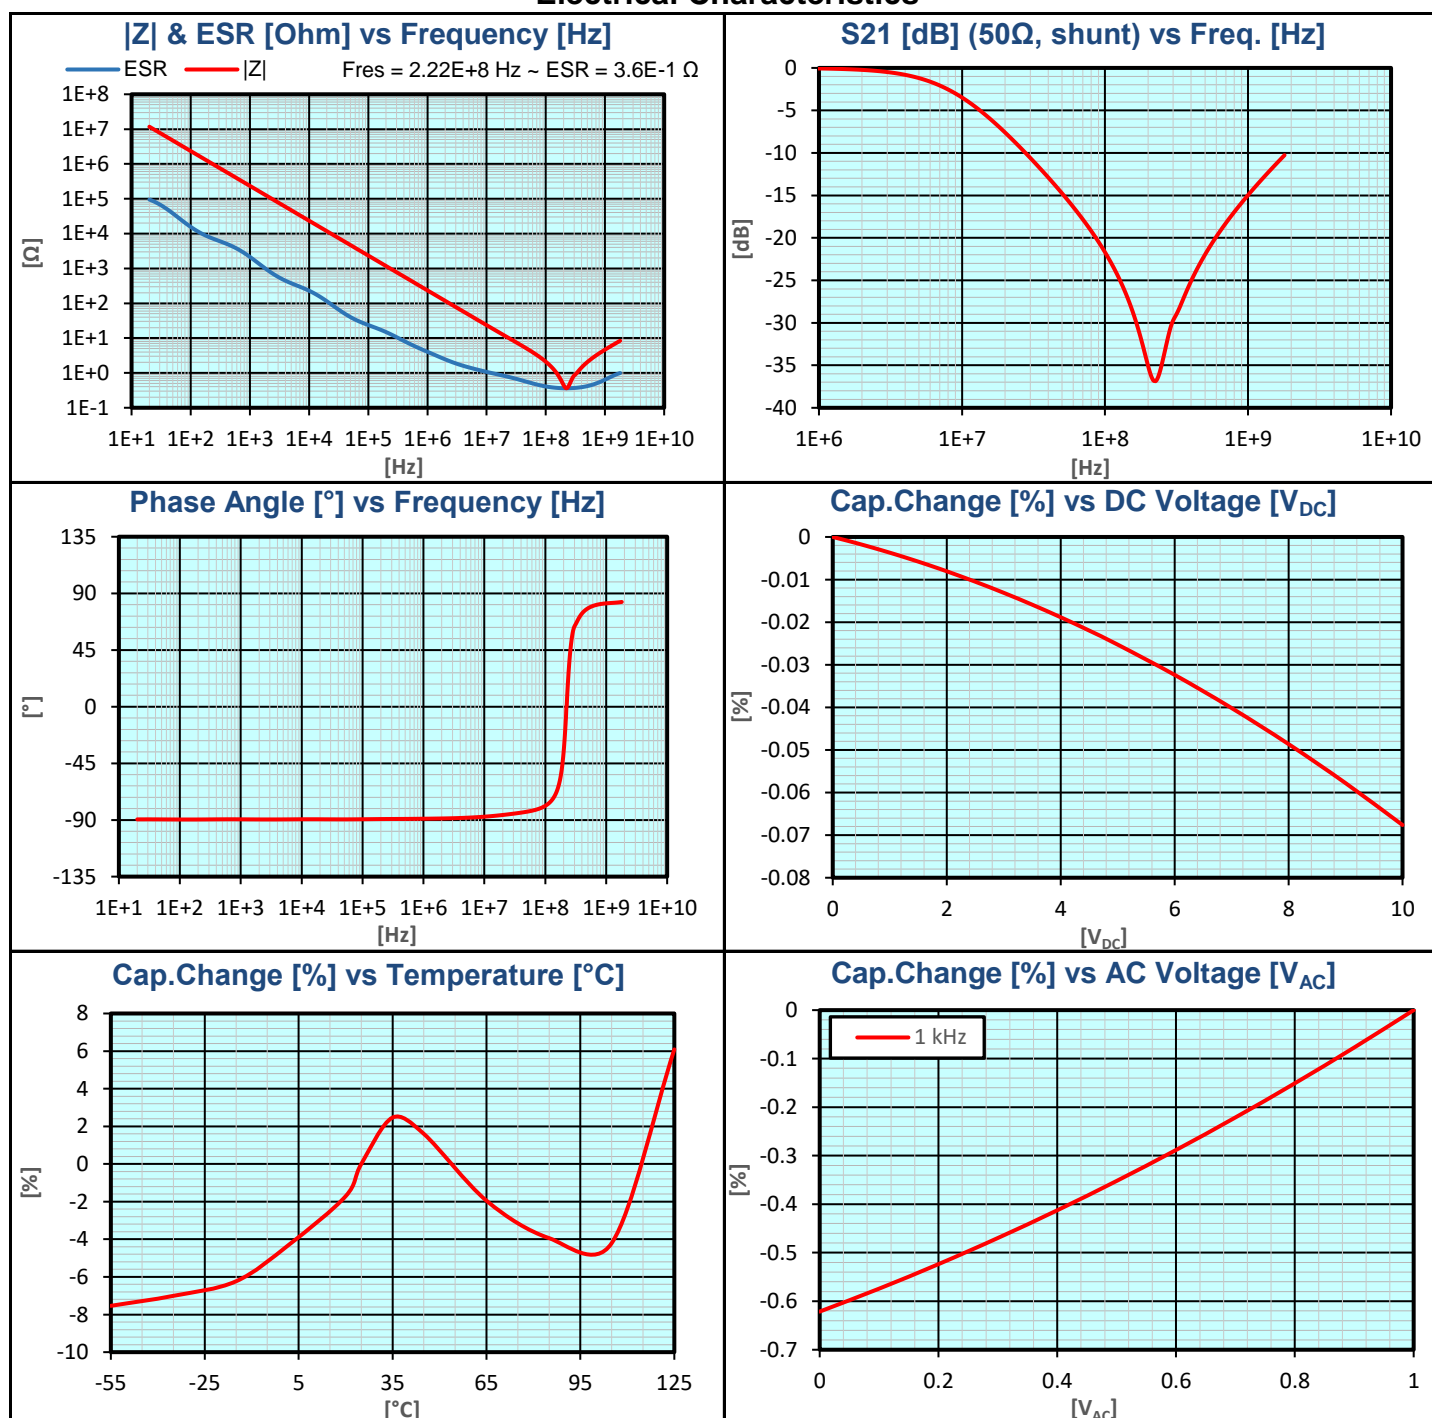 |Z| & ESR [Ohm] vs Frequency [Hz]
ESR |Z| Fres = 2.22E+8 Hz ~ ESR = 3.6E-1 Ω
1E+8
1E+7
1E+6
1E+5
1E+4
1E+3
1E+2
1E+1
1E+0
1E-1
[Ω]
1E+1 1E+2 1E+3 1E+4 1E+5 1E+6 1E+7 1E+8 1E+9 1E+10
[Hz]
S21 [dB] (50Ω, shunt) vs Freq. [Hz]
0
-5
-10
-15
-20
-25
-30
-35
-40
[dB]
1E+6 1E+7 1E+8 1E+9 1E+10
[Hz]
Phase Angle [°] vs Frequency [Hz]
135
90
45
0
-45
-90
-135
[°]
1E+1 1E+2 1E+3 1E+4 1E+5 1E+6 1E+7 1E+8 1E+9 1E+10
[Hz]
Cap.Change [%] vs DC Voltage [VDC]
0
-0.01
-0.02
-0.03
-0.04
-0.05
-0.06
-0.07
-0.08
[%]
0 2 4 6 8 10
[VDC]
Cap.Change [%] vs Temperature [°C]
8
6
4
2
0
-2
-4
-6
-8
-10
[%]
-55 -25 5 35 65 95 125
[°C]
Cap.Change [%] vs AC Voltage [VAC]
1 kHz
0
-0.1
-0.2
-0.3
-0.4
-0.5
-0.6
-0.7
[%]
0 0.2 0.4 0.6 0.8 1
[VAC]